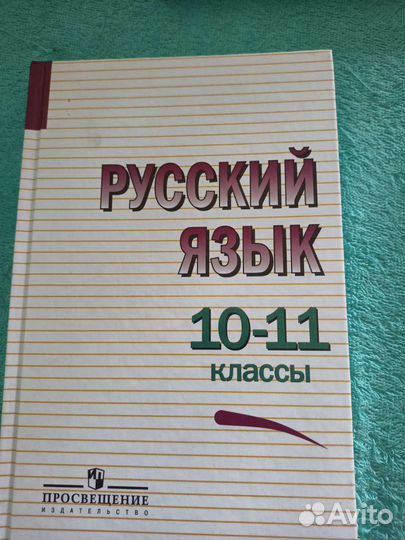 РУССКИЙ
ЯЗЫК
10-11
КЛАССЫ
ПРОСВЕЩЕНИЕ
ИЗДАТЕЛЬСТВО
Avito